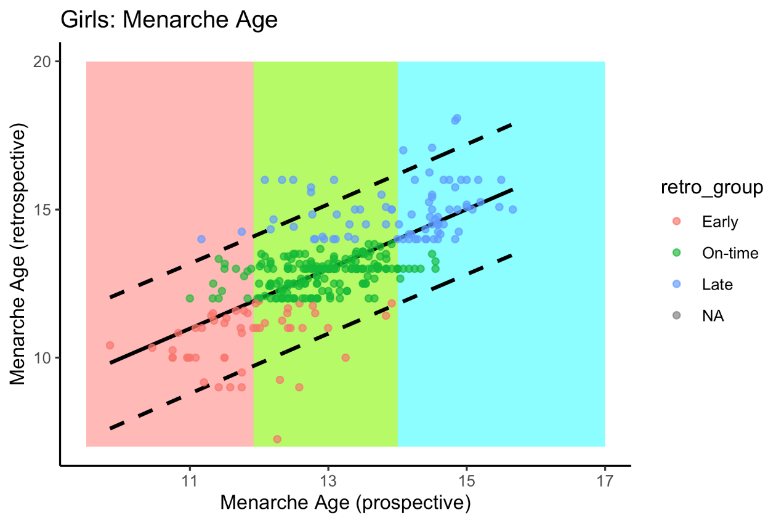 Girls: Menarche Age
20
15
10
Menarche Age (retrospective)
11 13 15 17
Menarche Age (prospective)
retro_group
Early
On-time
Late
NA